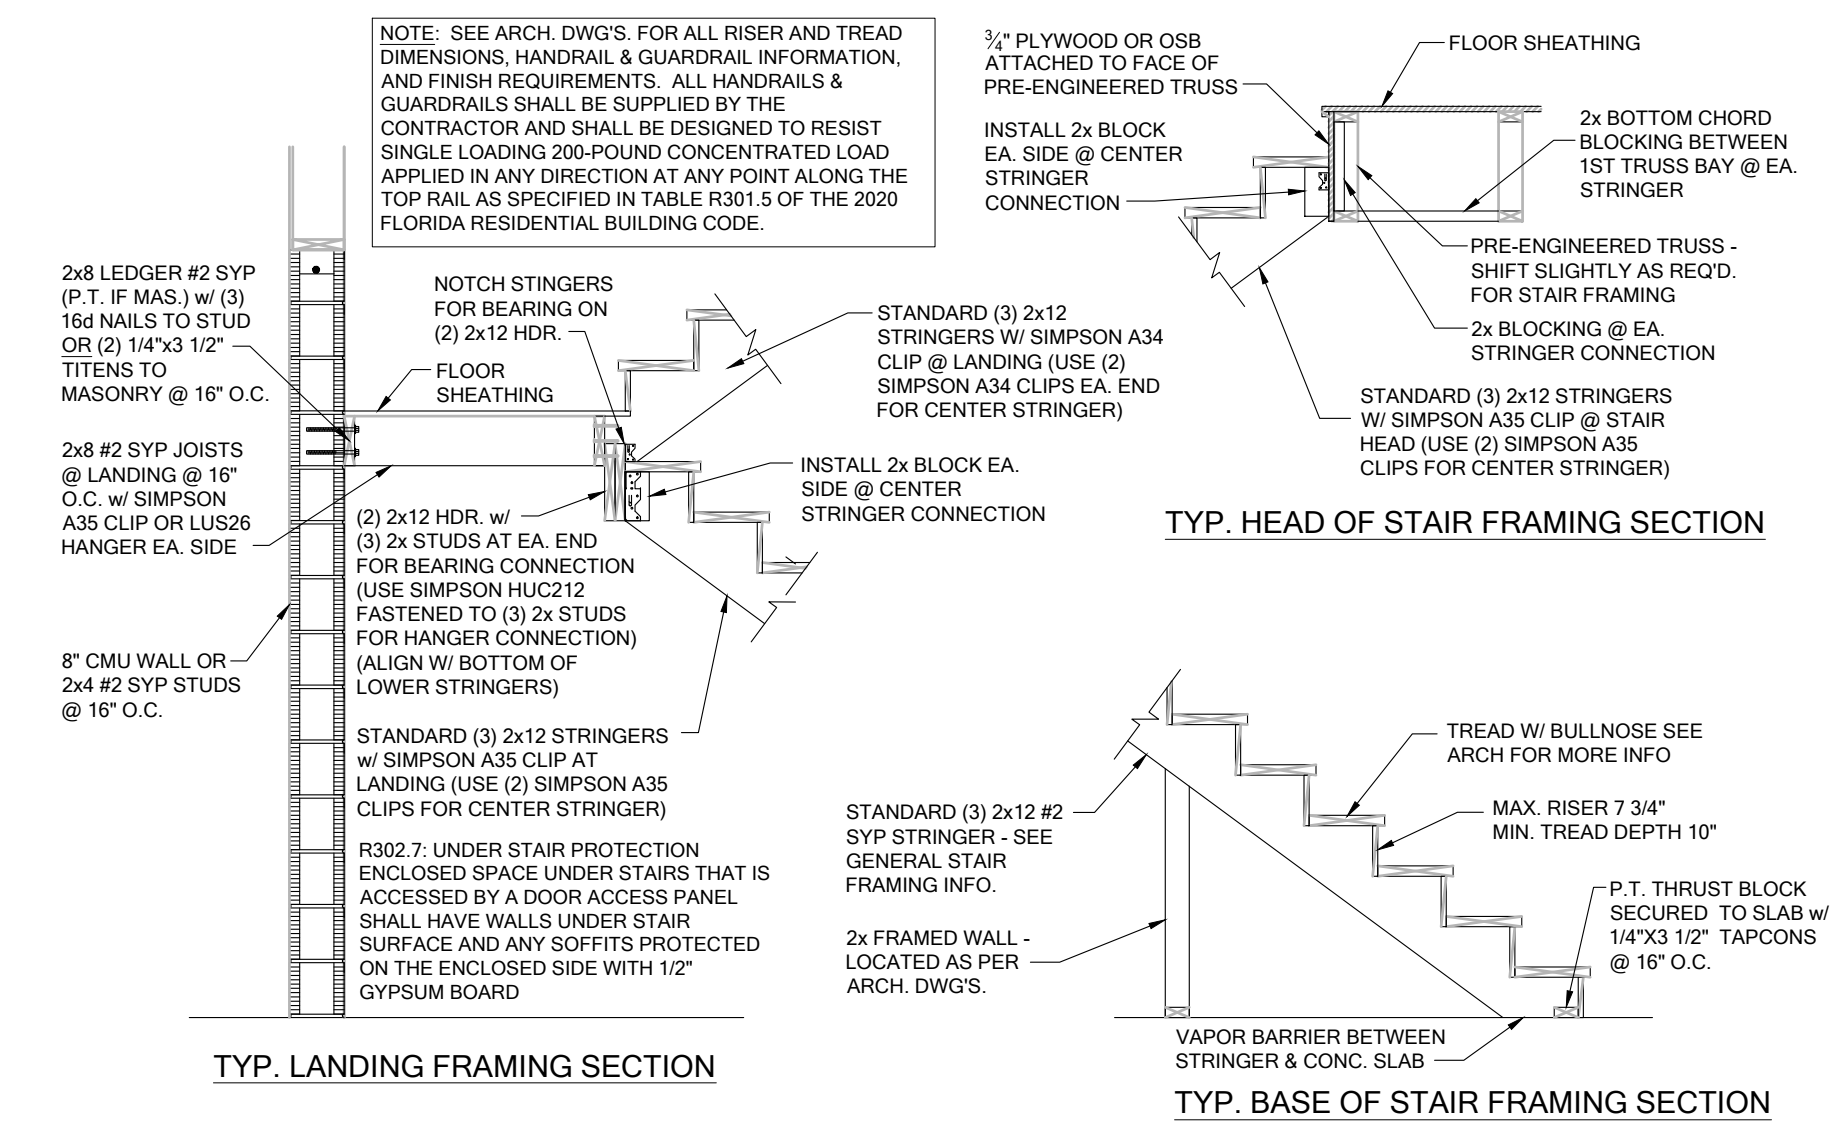 NOTE: SEE ARCH. DWG'S. FOR ALL RISER AND TREAD
DIMENSIONS, HANDRAIL & GUARDRAIL INFORMATION,
AND FINISH REQUIREMENTS. ALL HANDRAILS &
GUARDRAILS SHALL BE SUPPLIED BY THE
CONTRACTOR AND SHALL BE DESIGNED TO RESIST
SINGLE LOADING 200-POUND CONCENTRATED LOAD
APPLIED IN ANY DIRECTION AT ANY POINT ALONG THE
TOP RAIL AS SPECIFIED IN TABLE R301.5 OF THE 2020
FLORIDA RESIDENTIAL BUILDING CODE.
2x8 LEDGER #2 SYP
(P.T. IF MAS.) w/ (3)
16d NAILS TO STUD
OR (2) 1/4"x3 1/2"
TITENS TO
MASONRY @ 16" O.C.
2x8 #2 SYP JOISTS
@ LANDING @ 16"
O.C. w/ SIMPSON
A35 CLIP OR LUS26
HANGER EA. SIDE
8" CMU WALL OR
2x4 #2 SYP STUDS
@ 16" O.C.
NOTCH STINGERS
FOR BEARING ON
(2) 2x12 HDR.
FLOOR
SHEATHING
STANDARD (3) 2x12
STRINGERS W/ SIMPSON A34
CLIP @ LANDING (USE (2)
SIMPSON A34 CLIPS EA. END
FOR CENTER STRINGER)
INSTALL 2x BLOCK EA.
SIDE @ CENTER
STRINGER CONNECTION
(2) 2x12 HDR. w/
(3) 2x STUDS AT EA. END
FOR BEARING CONNECTION
(USE SIMPSON HUC212
FASTENED TO (3) 2x STUDS
FOR HANGER CONNECTION)
(ALIGN W/ BOTTOM OF
LOWER STRINGERS)
STANDARD (3) 2x12 STRINGERS
w/ SIMPSON A35 CLIP AT
LANDING (USE (2) SIMPSON A35
CLIPS FOR CENTER STRINGER)
R302.7: UNDER STAIR PROTECTION
ENCLOSED SPACE UNDER STAIRS THAT IS
ACCESSED BY A DOOR ACCESS PANEL
SHALL HAVE WALLS UNDER STAIR
SURFACE AND ANY SOFFITS PROTECTED
ON THE ENCLOSED SIDE WITH 1/2"
GYPSUM BOARD
TYP. LANDING FRAMING SECTION
¾" PLYWOOD OR OSB
ATTACHED TO FACE OF
PRE-ENGINEERED TRUSS
INSTALL 2x BLOCK
EA. SIDE @ CENTER
STRINGER
CONNECTION
FLOOR SHEATHING
2x BOTTOM CHORD
BLOCKING BETWEEN
1ST TRUSS BAY @ EA.
STRINGER
PRE-ENGINEERED TRUSS -
SHIFT SLIGHTLY AS REQ'D.
FOR STAIR FRAMING
2x BLOCKING @ EA.
STRINGER CONNECTION
STANDARD (3) 2x12 STRINGERS
W/ SIMPSON A35 CLIP @ STAIR
HEAD (USE (2) SIMPSON A35
CLIPS FOR CENTER STRINGER)
TYP. HEAD OF STAIR FRAMING SECTION
TREAD W/ BULLNOSE SEE
ARCH FOR MORE INFO
MAX. RISER 7 3/4"
MIN. TREAD DEPTH 10"
STANDARD (3) 2x12 #2
SYP STRINGER - SEE
GENERAL STAIR
FRAMING INFO.
2x FRAMED WALL -
LOCATED AS PER
ARCH. DWG'S.
P.T. THRUST BLOCK
SECURED TO SLAB w/
1/4"X3 1/2" TAPCONS
@ 16" O.C.
VAPOR BARRIER BETWEEN
STRINGER & CONC. SLAB
TYP. BASE OF STAIR FRAMING SECTION